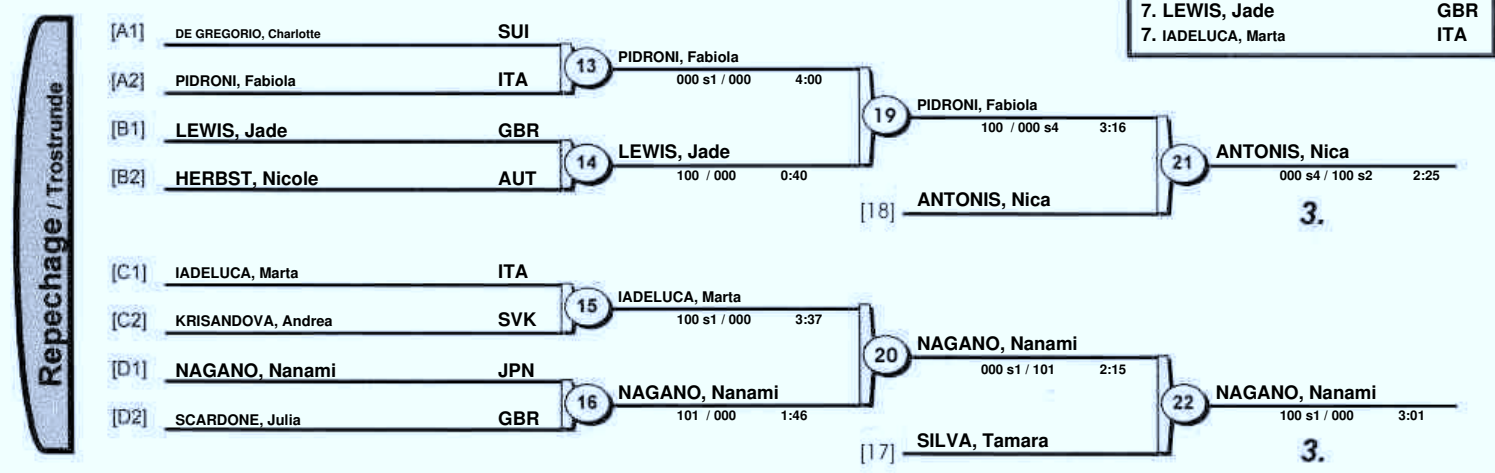 7. LEWIS, Jade GBR
7. IADELUCA, Marta ITA
Repechage / Trostrunde
[A1] DE GREGORIO, Charlotte SUI
[A2] PIDRONI, Fabiola ITA
13
PIDRONI, Fabiola
000 s1 / 000 4:00
[B1] LEWIS, Jade GBR
[B2] HERBST, Nicole AUT
14
LEWIS, Jade
100 / 000 0:40
19
PIDRONI, Fabiola
100 / 000 s4 3:16
[18] ANTONIS, Nica
21
ANTONIS, Nica
000 s4 / 100 s2 2:25
3.
[C1] IADELUCA, Marta ITA
[C2] KRISANDOVA, Andrea SVK
15
IADELUCA, Marta
100 s1 / 000 3:37
[D1] NAGANO, Nanami JPN
[D2] SCARDONE, Julia GBR
16
NAGANO, Nanami
101 / 000 1:46
20
NAGANO, Nanami
000 s1 / 101 2:15
[17] SILVA, Tamara
22
NAGANO, Nanami
100 s1 / 000 3:01
3.